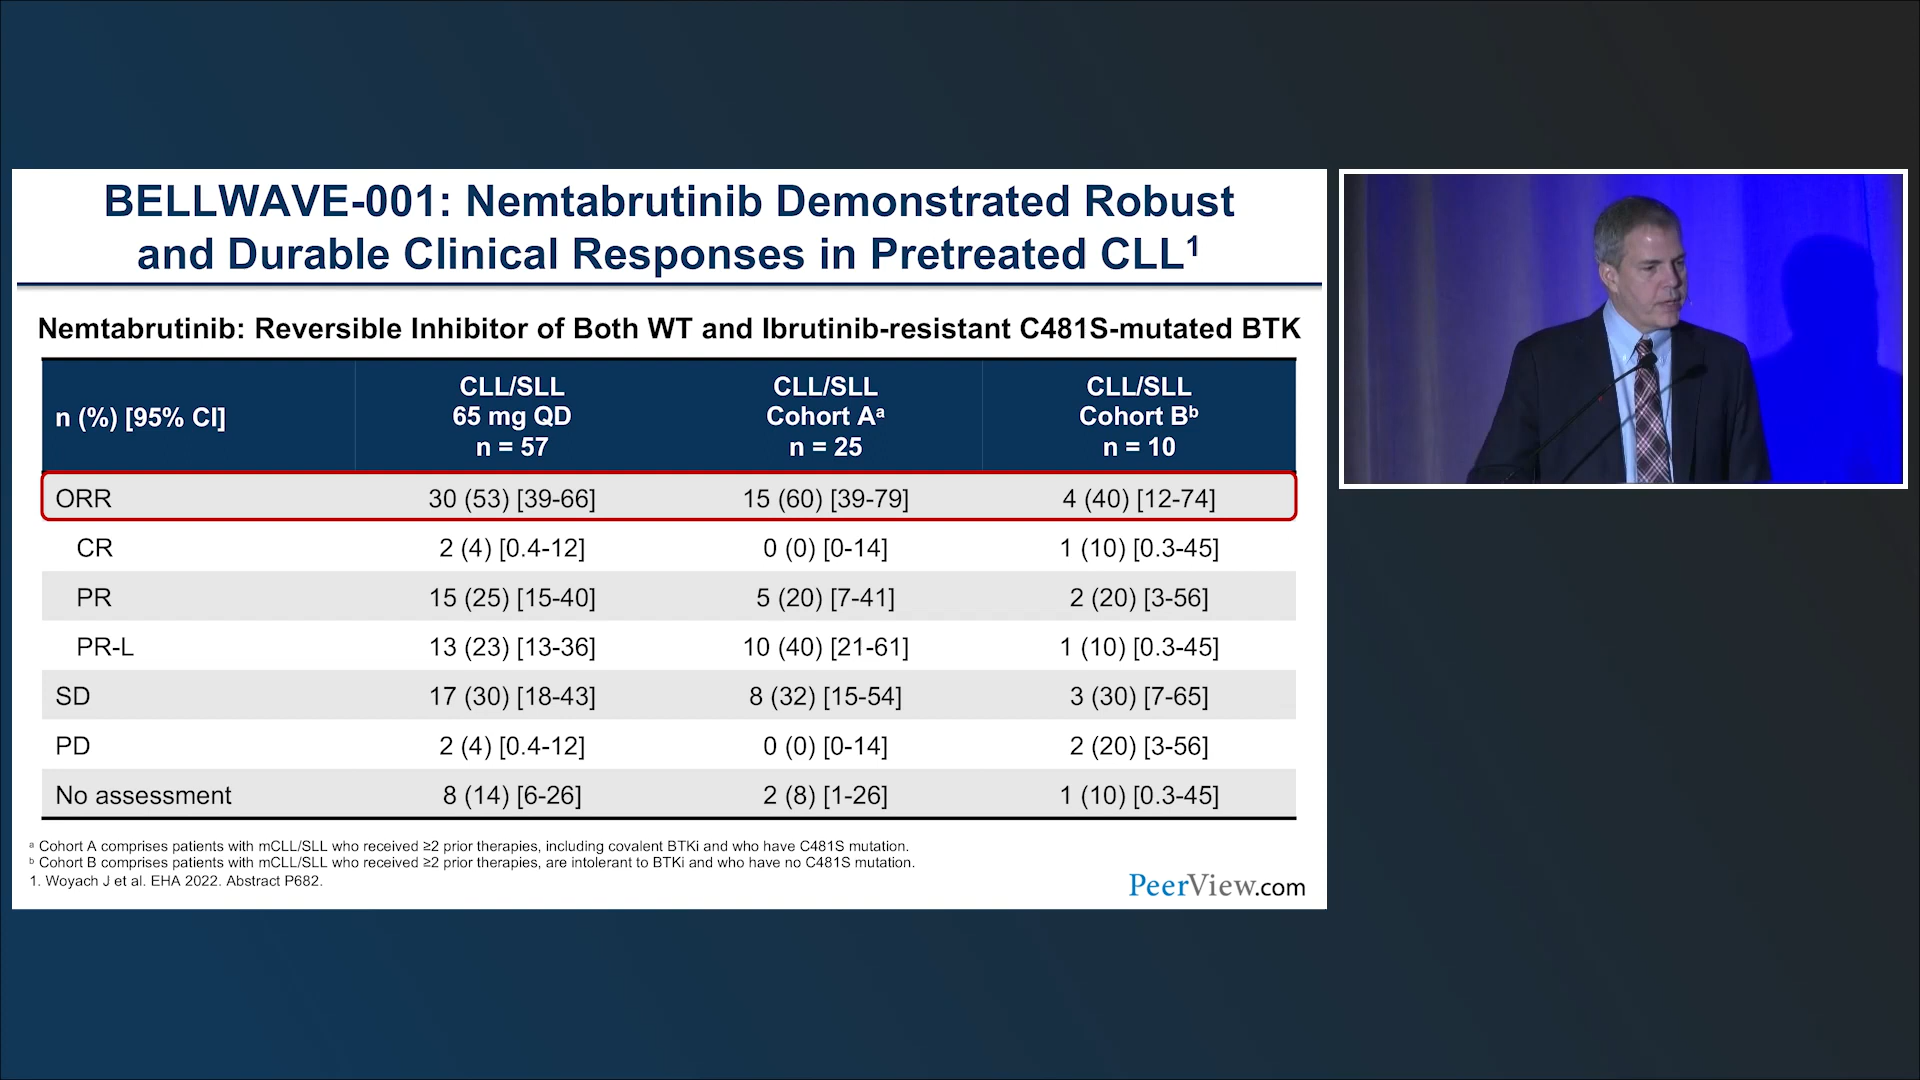 BELLWAVE-001: Nemtabrutinib Demonstrated Robust
and Durable Clinical Responses in Pretreated CLL¹
Nemtabrutinib: Reversible Inhibitor of Both WT and Ibrutinib-resistant C481S-mutated BTK
n (%) [95% CI] CLL/SLL 65 mg QD n = 57 CLL/SLL Cohort Aᵃ n = 25 CLL/SLL Cohort Bᵇ n = 10
ORR 30 (53) [39-66] 15 (60) [39-79] 4 (40) [12-74]
CR 2 (4) [0.4-12] 0 (0) [0-14] 1 (10) [0.3-45]
PR 15 (25) [15-40] 5 (20) [7-41] 2 (20) [3-56]
PR-L 13 (23) [13-36] 10 (40) [21-61] 1 (10) [0.3-45]
SD 17 (30) [18-43] 8 (32) [15-54] 3 (30) [7-65]
PD 2 (4) [0.4-12] 0 (0) [0-14] 2 (20) [3-56]
No assessment 8 (14) [6-26] 2 (8) [1-26] 1 (10) [0.3-45]
ᵃ Cohort A comprises patients with mCLL/SLL who received ≥2 prior therapies, including covalent BTKi and who have C481S mutation.
ᵇ Cohort B comprises patients with mCLL/SLL who received ≥2 prior therapies, are intolerant to BTKi and who have no C481S mutation.
1. Woyach J et al. EHA 2022. Abstract P682.
PeerView.com